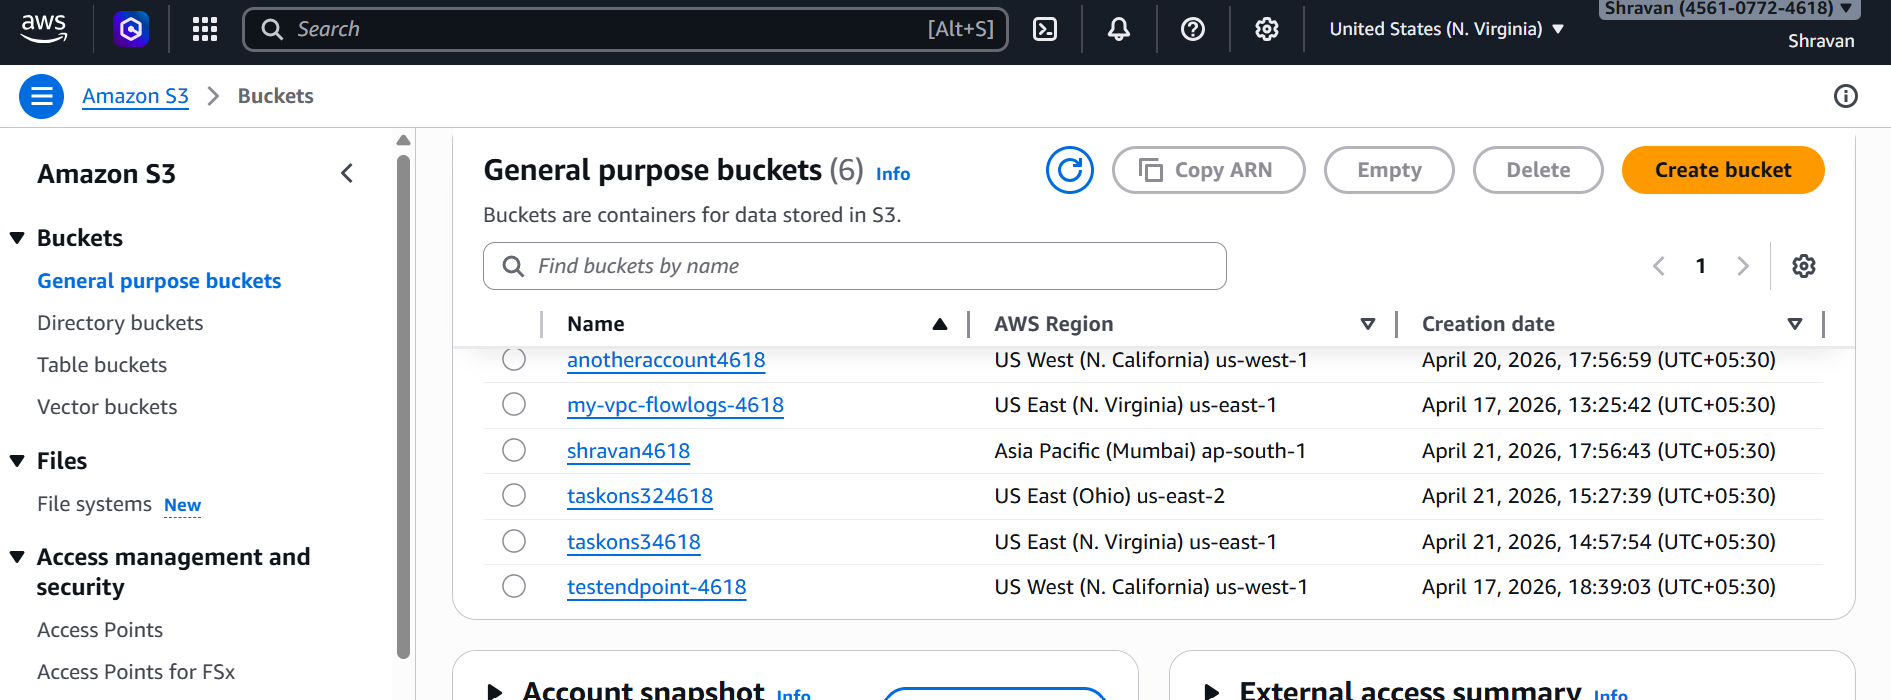 aws
Search [Alt+S]
United States (N. Virginia)
Shravan (4561-0772-4618)
Shravan
Amazon S3 > Buckets
Amazon S3
Buckets
General purpose buckets
Directory buckets
Table buckets
Vector buckets
Files
File systems New
Access management and
security
Access Points
Access Points for FSx
General purpose buckets (6) Info
Copy ARN
Empty
Delete
Create bucket
Buckets are containers for data stored in S3.
Find buckets by name
1
Name AWS Region Creation date
anotheraccount4618 US West (N. California) us-west-1 April 20, 2026, 17:56:59 (UTC+05:30)
my-vpc-flowlogs-4618 US East (N. Virginia) us-east-1 April 17, 2026, 13:25:42 (UTC+05:30)
shravan4618 Asia Pacific (Mumbai) ap-south-1 April 21, 2026, 17:56:43 (UTC+05:30)
taskons324618 US East (Ohio) us-east-2 April 21, 2026, 15:27:39 (UTC+05:30)
taskons34618 US East (N. Virginia) us-east-1 April 21, 2026, 14:57:54 (UTC+05:30)
testendpoint-4618 US West (N. California) us-west-1 April 17, 2026, 18:39:03 (UTC+05:30)
Account snapshot Info
External access summary Info